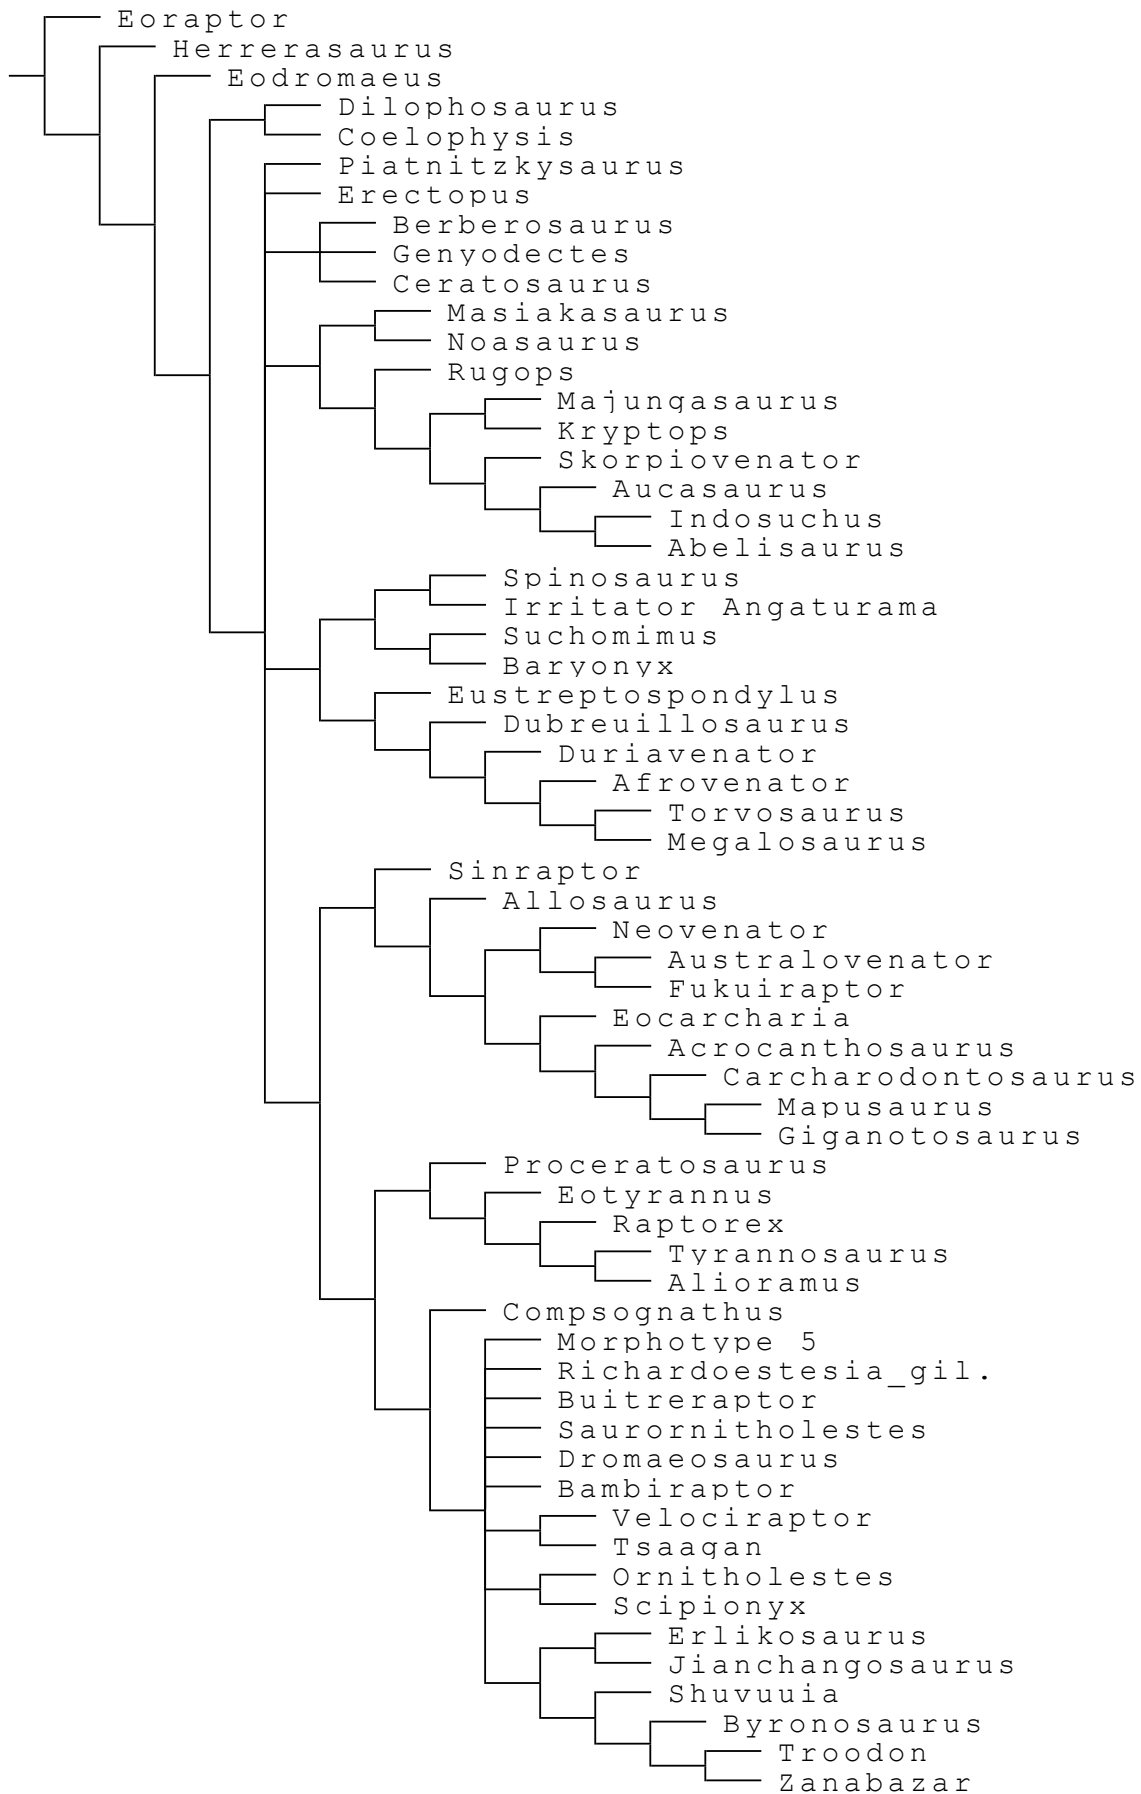 Eoraptor
Herrerasaurus
Eodromaeus
Dilophosaurus
Coelophysis
Piatnitzkysaurus
Erectopus
Berberosaurus
Genyodectes
Ceratosaurus
Masiakasaurus
Noasaurus
Rugops
Majungasaurus
Kryptops
Skorpiovenator
Aucasaurus
Indosuchus
Abelisaurus
Spinosaurus
Irritator Angaturama
Suchomimus
Baryonyx
Eustreptospondylus
Dubreuillosaurus
Duriavenator
Afrovenator
Torvosaurus
Megalosaurus
Sinraptor
Allosaurus
Neovenator
Australovenator
Fukuiraptor
Eocarcharia
Acrocanthosaurus
Carcharodontosaurus
Mapusaurus
Giganotosaurus
Proceratosaurus
Eotyrannus
Raptorex
Tyrannosaurus
Alioramus
Compsognathus
Morphotype 5
Richardoestesia_gil.
Buitreraptor
Saurornitholestes
Dromaeosaurus
Bambiraptor
Velociraptor
Tsaagan
Ornitholestes
Scipionyx
Erlikosaurus
Jianchangosaurus
Shuvuuia
Byronosaurus
Troodon
Zanabazar